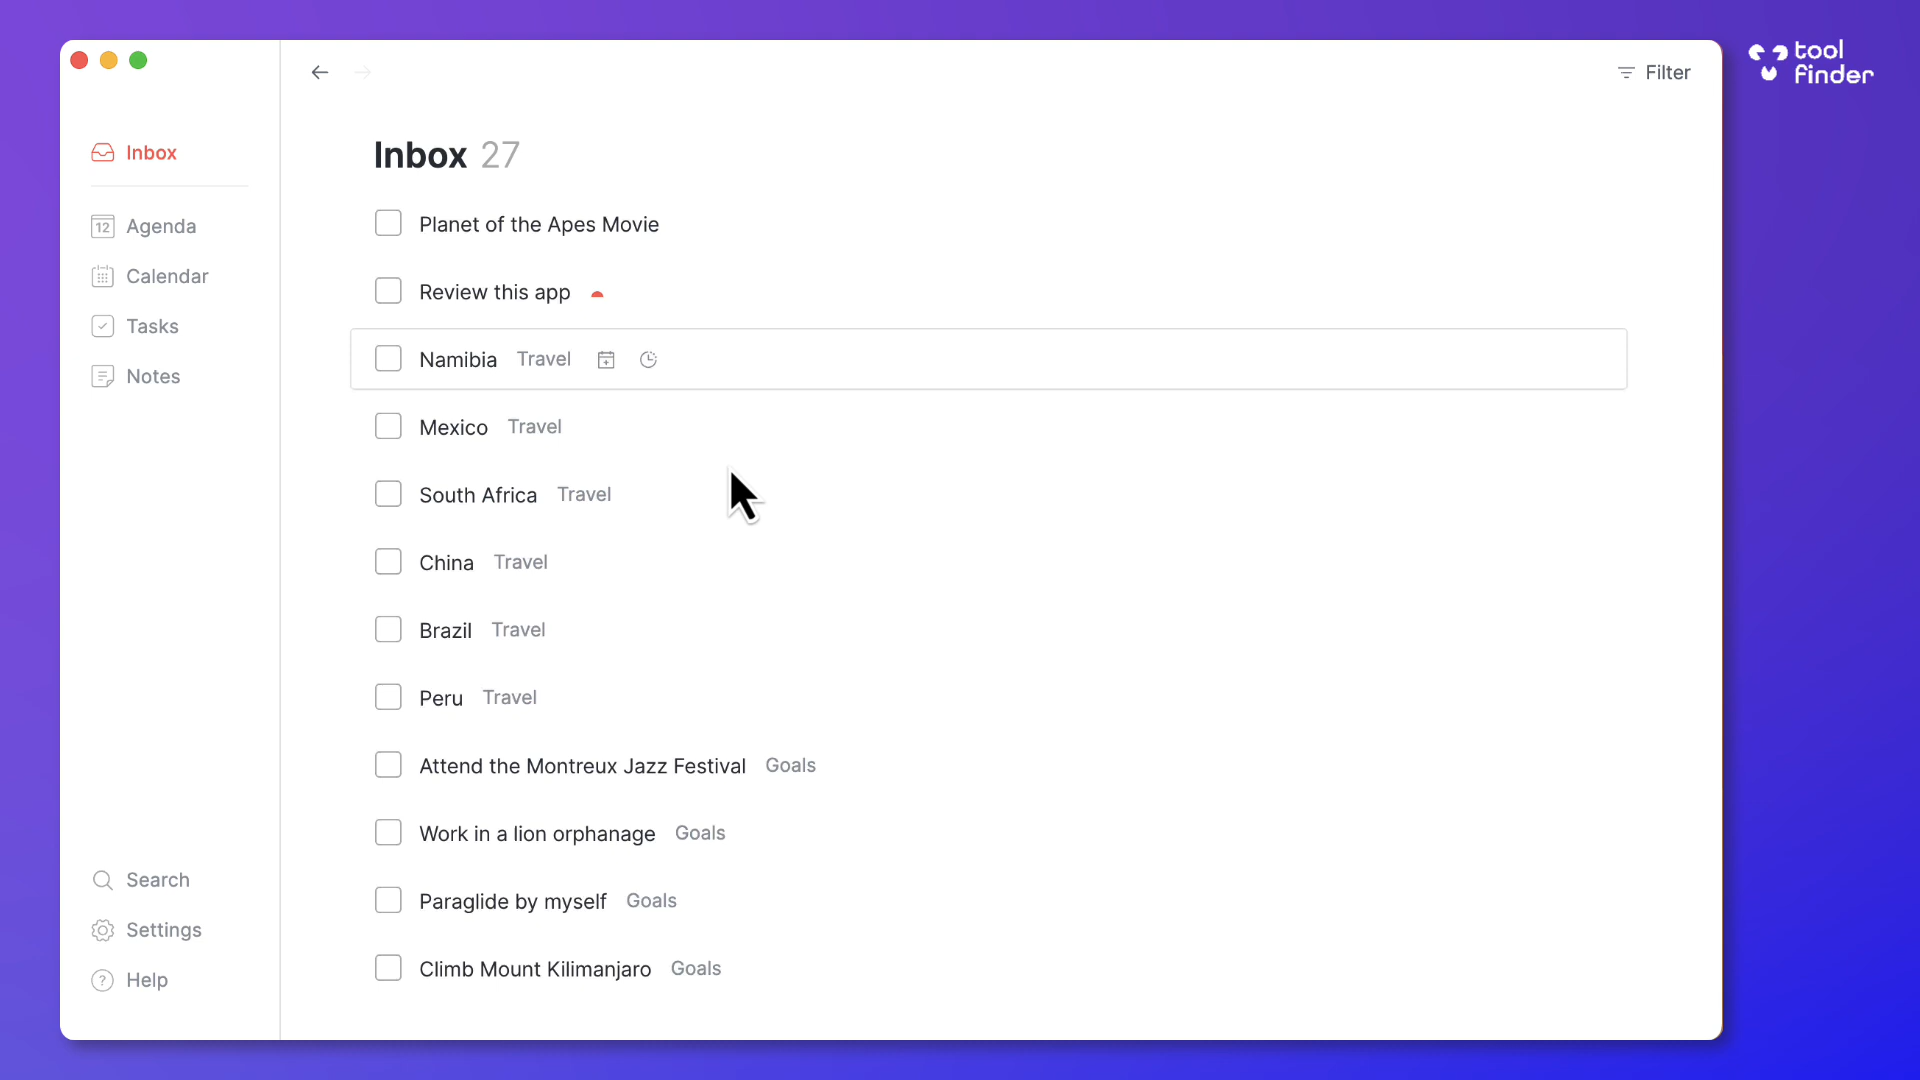 tool
finder
Filter
Inbox
12 Agenda
Calendar
Tasks
Notes
Search
Settings
? Help
Inbox 27
Planet of the Apes Movie
Review this app
Namibia Travel
Mexico Travel
South Africa Travel
China Travel
Brazil Travel
Peru Travel
Attend the Montreux Jazz Festival Goals
Work in a lion orphanage Goals
Paraglide by myself Goals
Climb Mount Kilimanjaro Goals